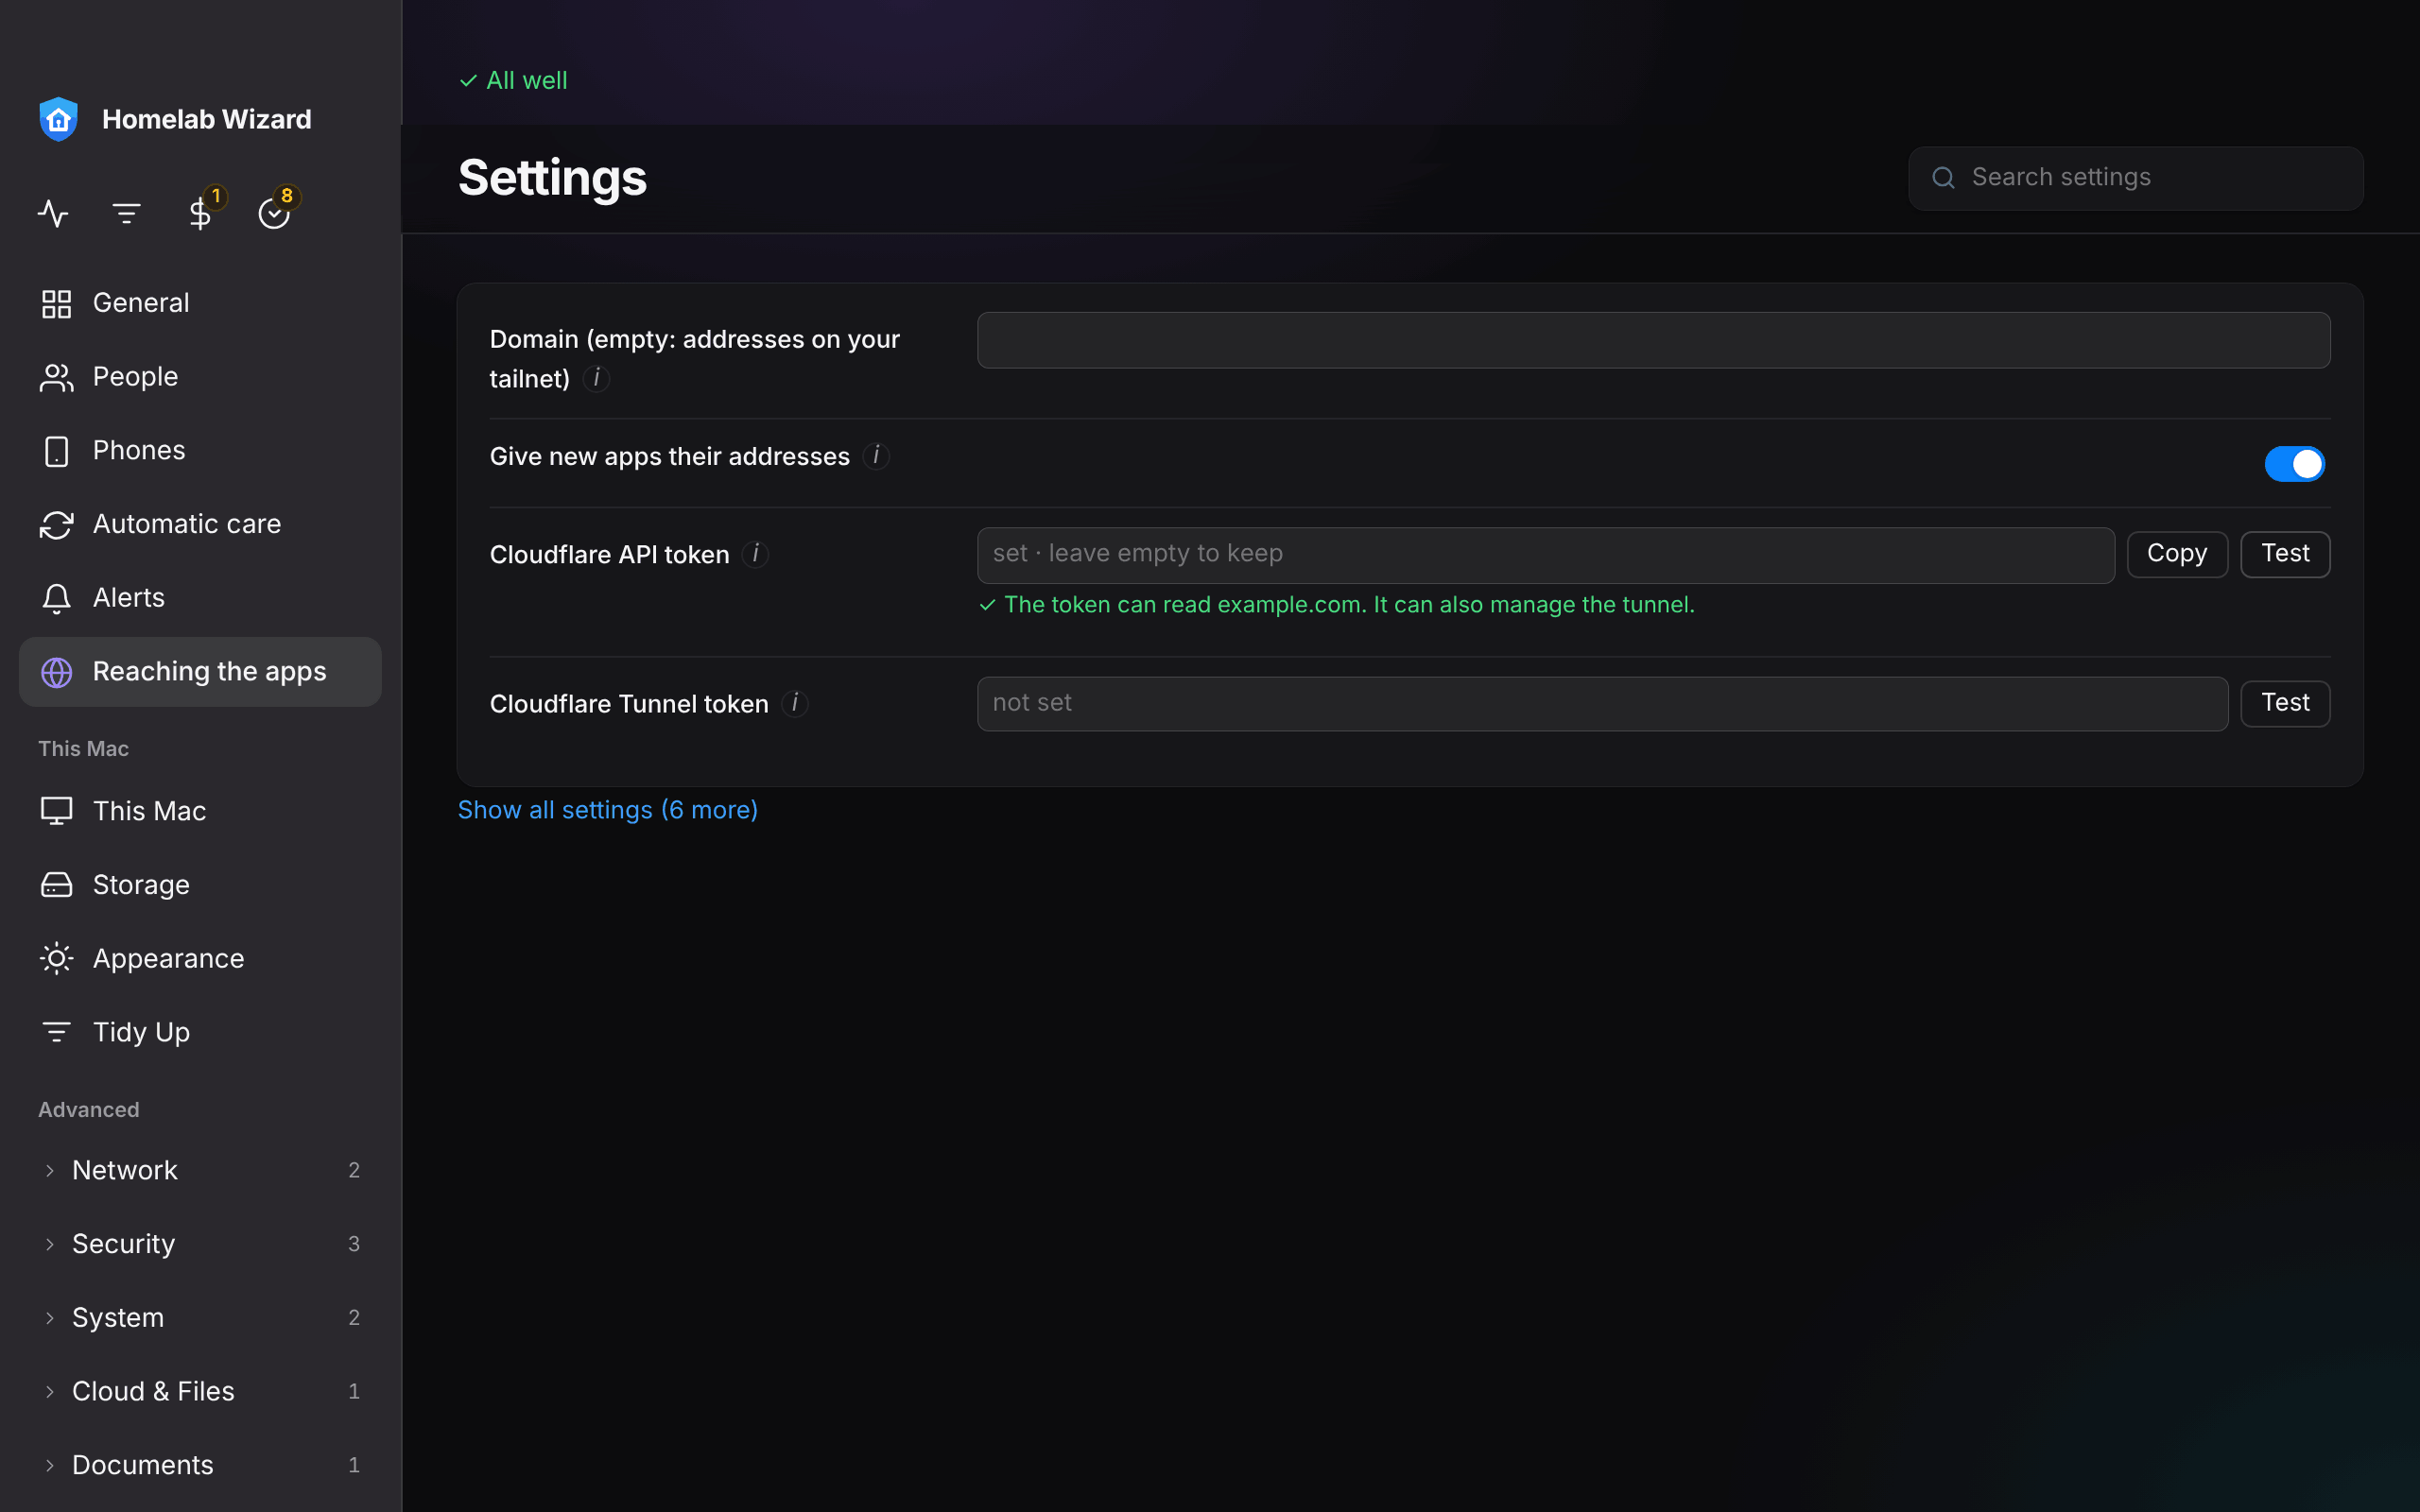 Homelab Wizard
1
8
General
People
Phones
Automatic care
Alerts
Reaching the apps
This Mac
This Mac
Storage
Appearance
Tidy Up
Advanced
Network 2
Security 3
System 2
Cloud & Files 1
Documents 1
All well
Settings
Search settings
Domain (empty: addresses on your
tailnet) i
Give new apps their addresses i
Cloudflare API token i
set · leave empty to keep
Copy
Test
The token can read example.com. It can also manage the tunnel.
Cloudflare Tunnel token i
not set
Test
Show all settings (6 more)